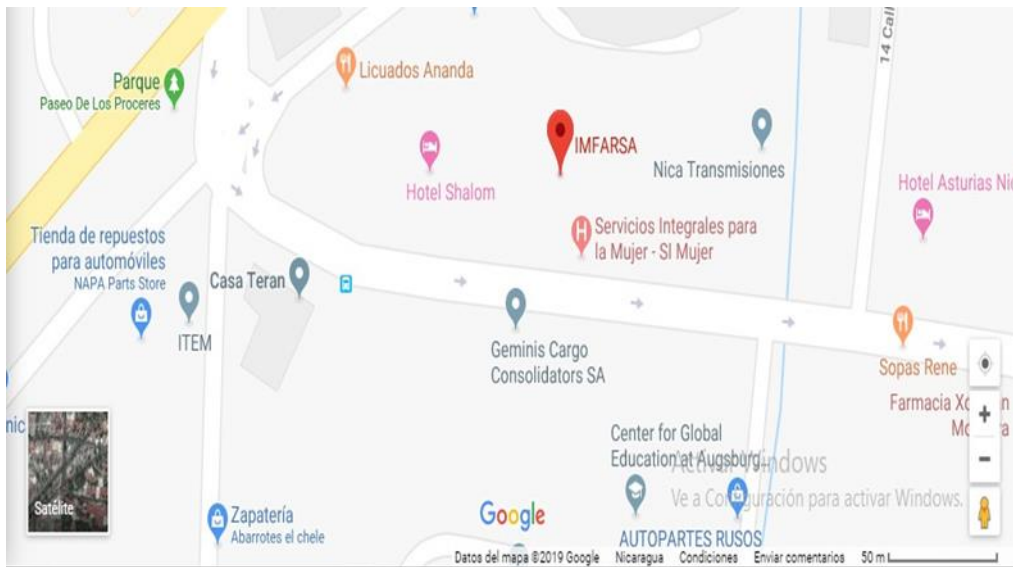 14 Call
Licuados Ananda
Parque
Paseo De Los Proceres
IMFARSA
Nica Transmisiones
Hotel Shalom
Hotel Asturias Nic
Servicios Integrales para
la Mujer - SI Mujer
Tienda de repuestos
para automóviles
NAPA Parts Store
Casa Teran
ITEM
Geminis Cargo
Consolidators SA
Sopas Rene
Farmacia
nic
Center for Global
Education at Augsburg
Activar Windows
Ve a Configuración para activar Windows.
Satélite
Zapatería
Abarrotes el chele
Google
AUTOPARTES RUSOS
Datos del mapa ©2019 Google Nicaragua Condiciones Enviar comentarios 50 m